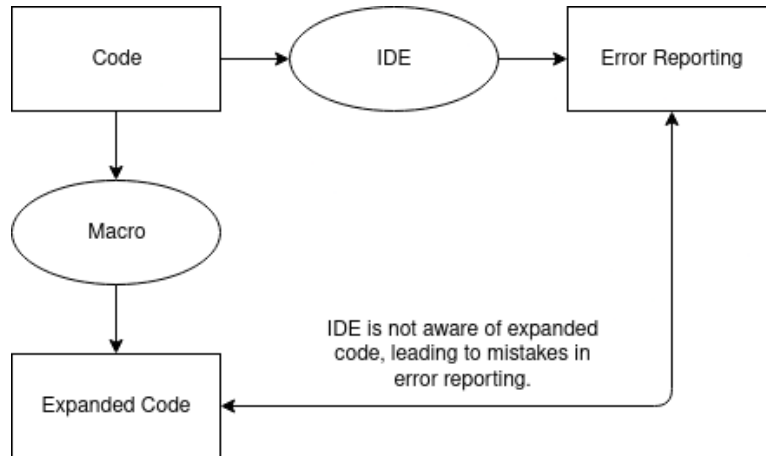 Code
IDE
Error Reporting
Macro
IDE is not aware of expanded
code, leading to mistakes in
error reporting.
Expanded Code